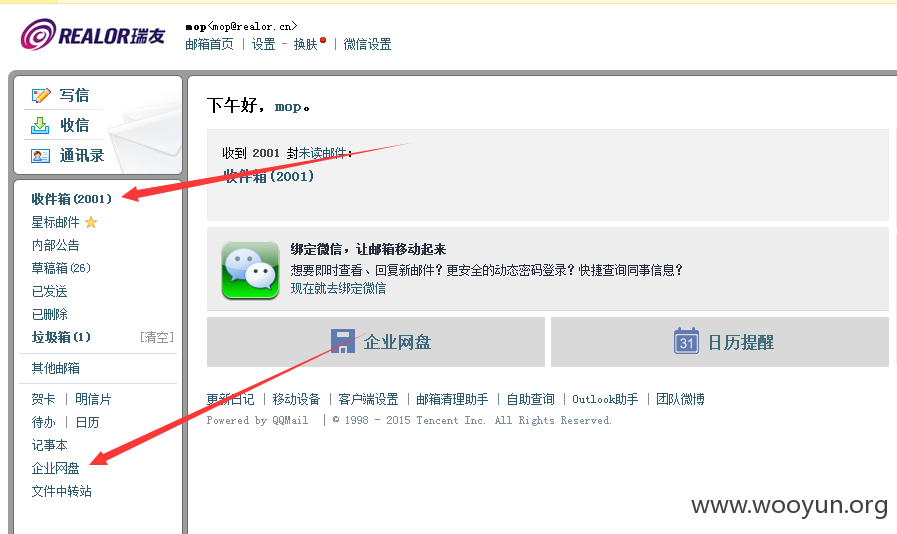 REALOR瑞友
mop<mop@realor.cn>
邮箱首页 | 设置 - 换肤 | 微信设置
写信
收信
通讯录
收件箱(2001)
星标邮件
内部公告
草稿箱(26)
已发送
已删除
垃圾箱(1) [清空]
其他邮箱
贺卡 | 明信片
待办 | 日历
记事本
企业网盘
文件中转站
下午好，mop。
收到 2001 封未读邮件：
收件箱(2001)
绑定微信，让邮箱移动起来
想要即时查看、回复新邮件？更安全的动态密码登录？快捷查询同事信息？
现在就去绑定微信
企业网盘
31 日历提醒
更新日记 | 移动设备 | 客户端设置 | 邮箱清理助手 | 自助查询 | Outlook助手 | 团队微博
Powered by QQMail | © 1998 - 2015 Tencent Inc. All Rights Reserved.
www.wooyun.org